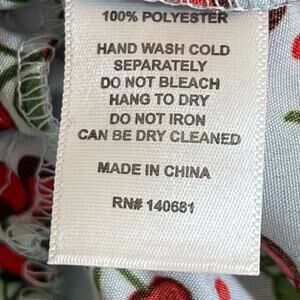 100% POLYESTER
HAND WASH COLD
SEPARATELY
DO NOT BLEACH
HANG TO DRY
DO NOT IRON
CAN BE DRY CLEANED
MADE IN CHINA
RN# 140681